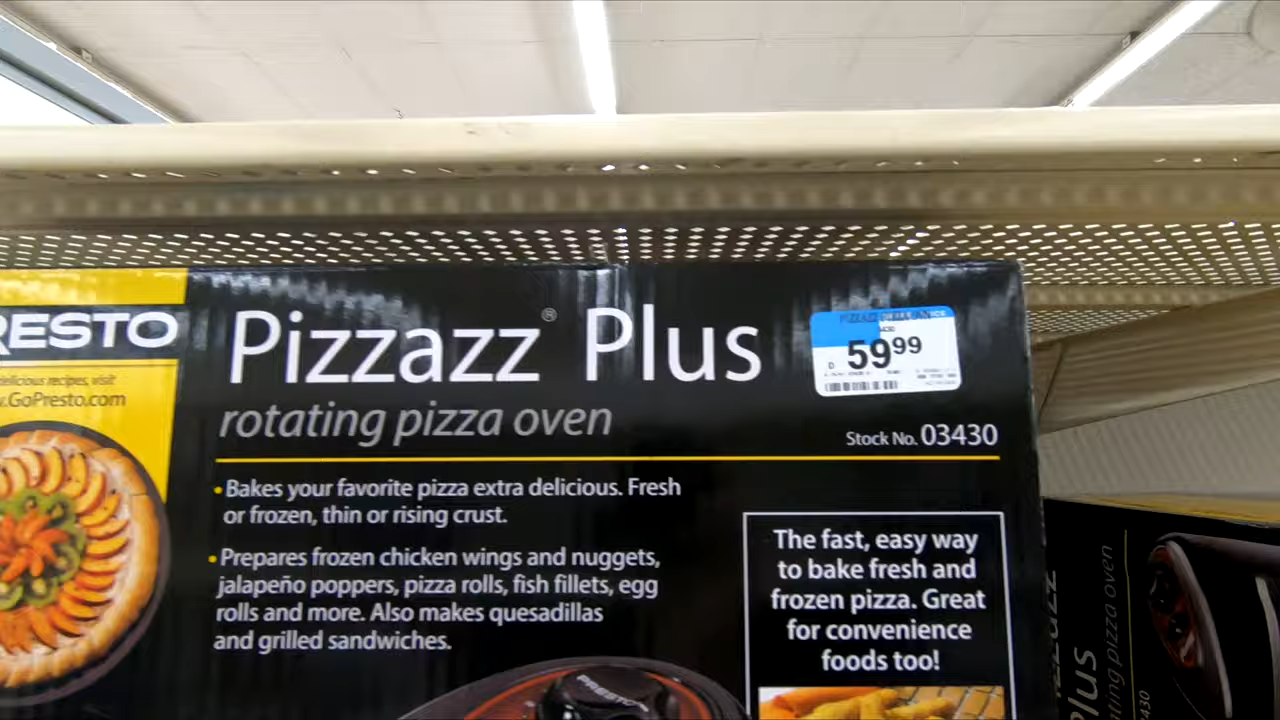 RESTO
delicious recipes, visit
w.GoPresto.com
Pizzazz® Plus
rotating pizza oven
D 59 99
Stock No. 03430
• Bakes your favorite pizza extra delicious. Fresh
or frozen, thin or rising crust.
• Prepares frozen chicken wings and nuggets,
jalapeño poppers, pizza rolls, fish fillets, egg
rolls and more. Also makes quesadillas
and grilled sandwiches.
The fast, easy way
to bake fresh and
frozen pizza. Great
for convenience
foods too!
PRESTO
Plus
ting pizza oven
430